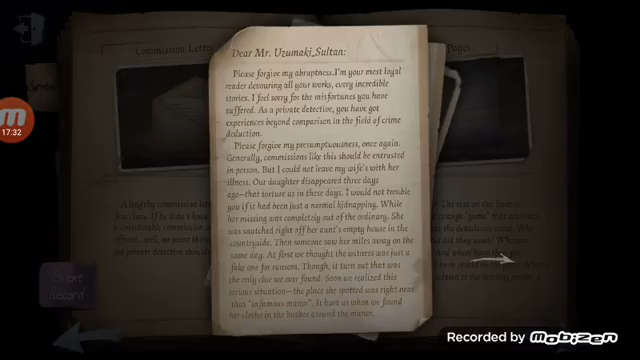 Commission Letter
Pages
Dear Mr. Uzumaki_Sultan:
Please forgive my abruptness.I'm your most loyal
reader devouring all your works, every incredible
stories. I feel sorry for the misfortunes you have
suffered. As a private detective, you have got
experiences beyond comparison in the field of crime
deduction.
Please forgive my presumptuousness, once again.
Generally, commissions like this should be entrusted
in person. But I could not leave my wife's with her
illness. Our daughter disappeared three days
age—that torture us in these days. I would not trouble
you if it had been just a normal kidnapping. While
her missing was completely out of the ordinary. She
was snatched right off her aunt's empty house in the
countryside. Then someone saw her miles away on the
same day. At first we thought the witness was just a
fake one for ransom. Though, it turn out that was
the only clue we ever found. Soon we realized this
serious situation—the place she spotted was right near
that "infamous manor". It hurt us when we found
her clothe in the bushes around the manor.
17:32
Event
Record
Recorded by
mobizen